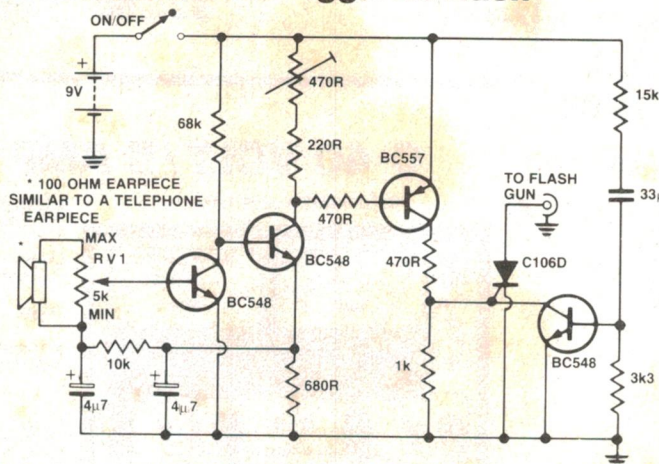 ON/OFF
+
9V
68k
470R
220R
15k
BC557
33μ
* 100 OHM EARPIECE
SIMILAR TO A TELEPHONE
EARPIECE
TO FLASH
GUN
470R
*
MAX
RV1
5k
MIN
BC548
BC548
470R
C106D
BC548
10k
+
4μ7
+
4μ7
680R
1k
3k3